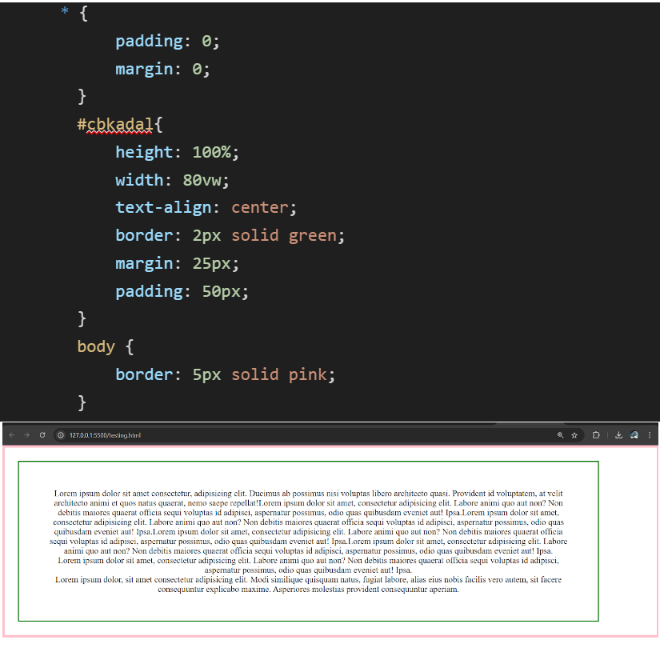 * {
padding: 0;
margin: 0;
}
#cbkadal{
height: 100%;
width: 80vw;
text-align: center;
border: 2px solid green;
margin: 25px;
padding: 50px;
}
body {
border: 5px solid pink;
}
127.0.0.1:5500/testing.html
Lorem ipsum dolor sit amet consectetur, adipisicing elit. Ducimus ab possimus nisi voluptas libero architecto quasi. Provident id voluptatem, at velit
architecto animi et quos natus quaerat, nemo saepe repellat!Lorem ipsum dolor sit amet, consectetur adipisicing elit. Labore animi quo aut non? Non
debitis maiores quaerat officia sequi voluptas id adipisci, aspernatur possimus, odio quas quibusdam eveniet aut! Ipsa.Lorem ipsum dolor sit amet,
consectetur adipisicing elit. Labore animi quo aut non? Non debitis maiores quaerat officia sequi voluptas id adipisci, aspernatur possimus, odio quas
quibusdam eveniet aut! Ipsa.Lorem ipsum dolor sit amet, consectetur adipisicing elit. Labore animi quo aut non? Non debitis maiores quaerat officia
sequi voluptas id adipisci, aspernatur possimus, odio quas quibusdam eveniet aut! Ipsa.Lorem ipsum dolor sit amet, consectetur adipisicing elit. Labore
animi quo aut non? Non debitis maiores quaerat officia sequi voluptas id adipisci, aspernatur possimus, odio quas quibusdam eveniet aut! Ipsa.
Lorem ipsum dolor sit amet, consectetur adipisicing elit. Labore animi quo aut non? Non debitis maiores quaerat officia sequi voluptas id adipisci,
aspernatur possimus, odio quas quibusdam eveniet aut! Ipsa.
Lorem ipsum dolor, sit amet consectetur adipisicing elit. Modi similique quisquam natus, fugiat labore, alias eius nobis facilis vero autem, sit facere
consequuntur explicabo maxime. Asperiores molestias provident consequuntur aperiam.